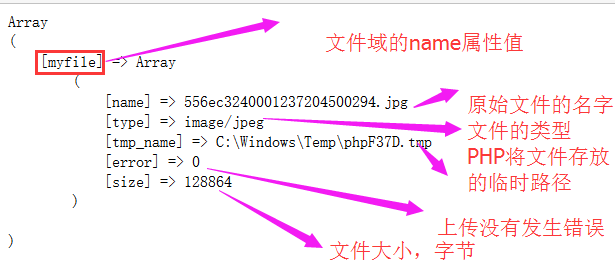 Array
(
文件域的name属性值
[myfile] => Array
(
[name] => 556ec3240001237204500294.jpg
原始文件的名字
[type] => image/jpeg
文件的类型
[tmp_name] => C:\Windows\Temp\phpF37D.tmp
PHP将文件存放
的临时路径
[error] => 0
上传没有发生错误
[size] => 128864
文件大小，字节
)
)